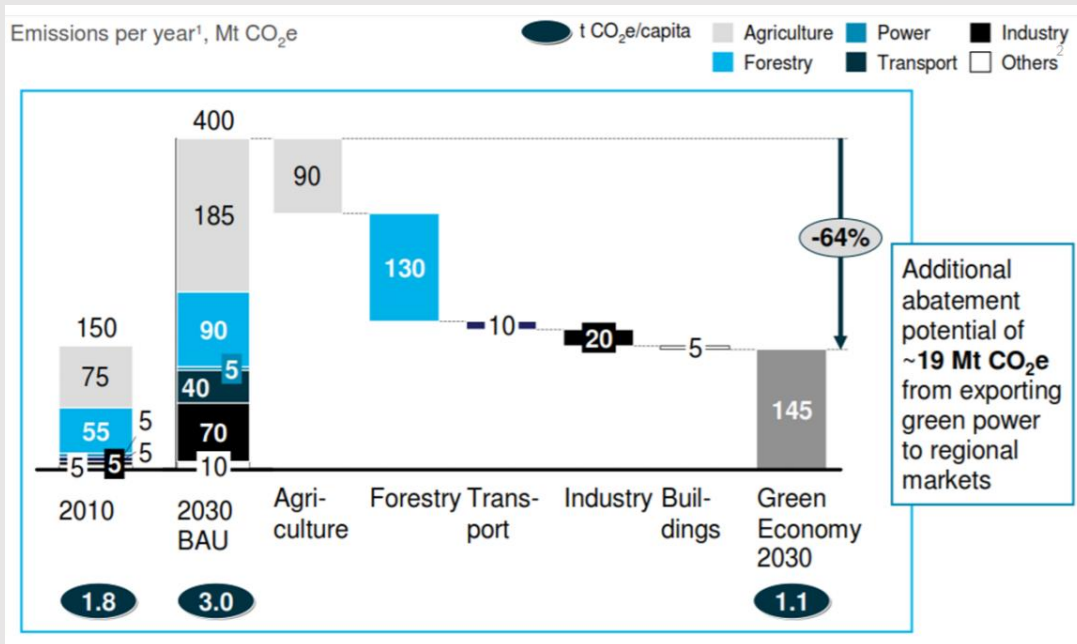 Emissions per year¹, Mt CO₂e
t CO₂e/capita
Agriculture
Power
Industry
Forestry
Transport
Others²
400
90
185
-64%
130
90
150
5
10
20
5
40
75
145
70
55
5
5
5
5
10
2010
2030
BAU
Agri-
culture
Forestry
Trans-
port
Industry
Buil-
dings
Green
Economy
2030
1.8
3.0
1.1
Additional
abatement
potential of
~19 Mt CO₂e
from exporting
green power
to regional
markets